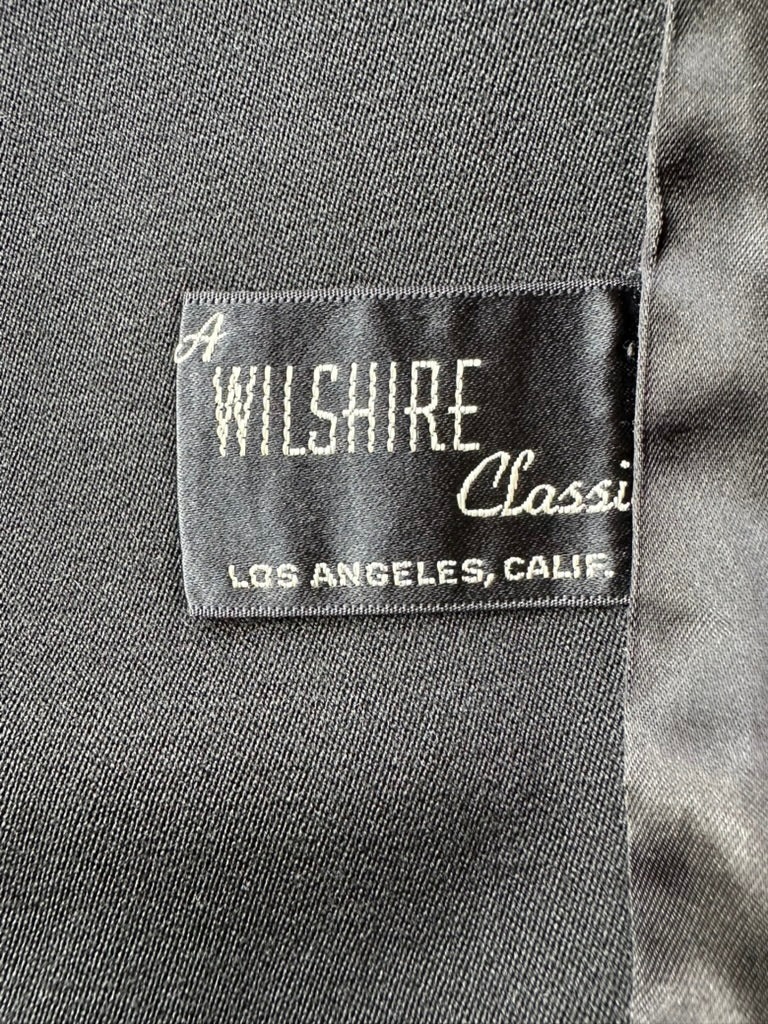 A
WILSHIRE
Classi
LOS ANGELES, CALIF.